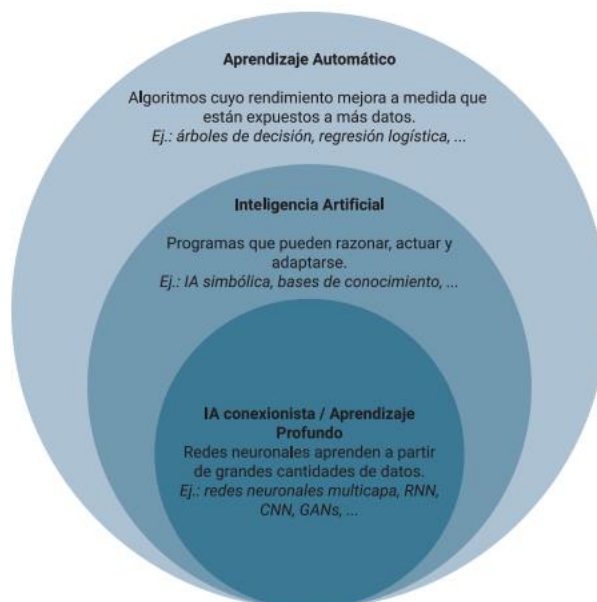 Aprendizaje Automático
Algoritmos cuyo rendimiento mejora a medida que
están expuestos a más datos.
Ej.: árboles de decisión, regresión logística, ...
Inteligencia Artificial
Programas que pueden razonar, actuar y
adaptarse.
Ej.: IA simbólica, bases de conocimiento, ...
IA conexionista / Aprendizaje
Profundo
Redes neuronales aprenden a partir
de grandes cantidades de datos.
Ej.: redes neuronales multicapa, RNN,
CNN, GANs, ...